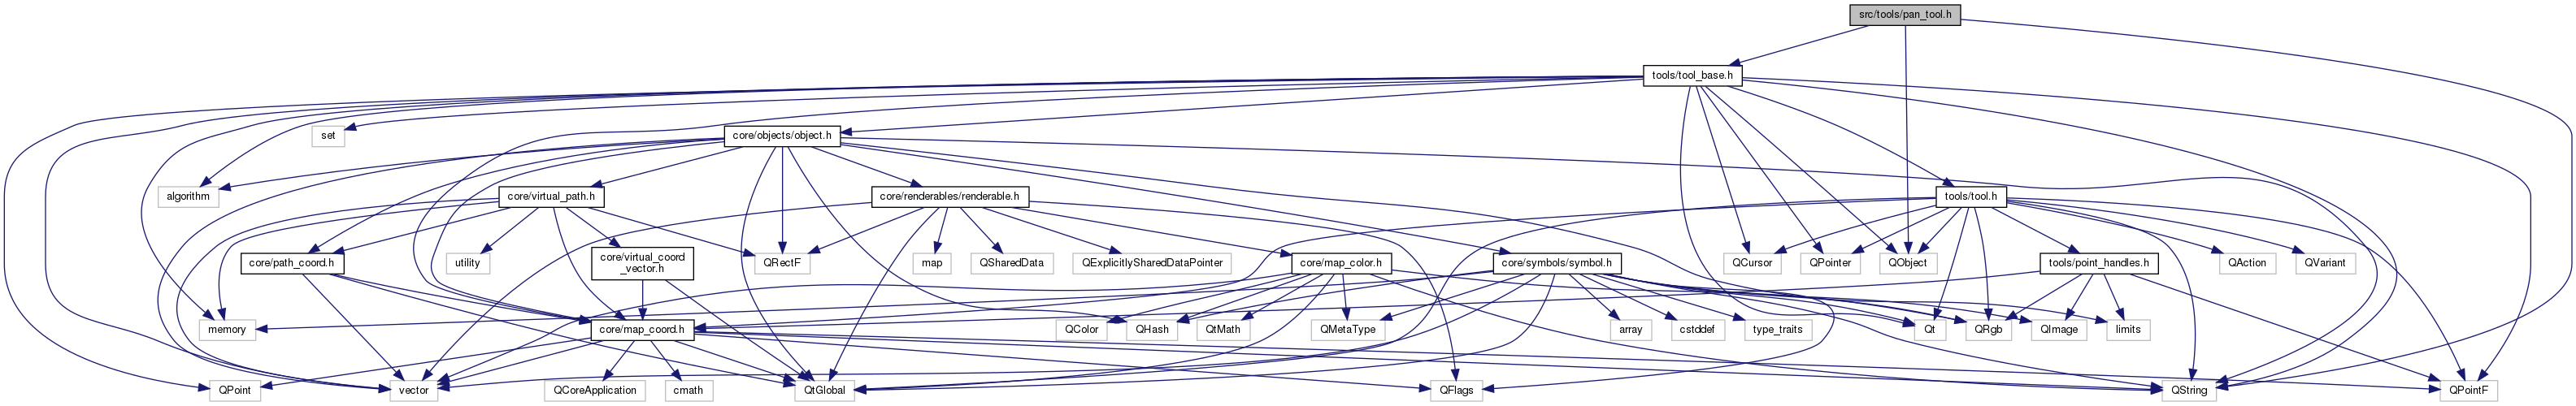 src/tools/pan_tool.h
tools/tool_base.h
set
core/objects/object.h
algorithm
core/virtual_path.h
core/renderables/renderable.h
tools/tool.h
core/path_coord.h
utility
core/virtual_coord
_vector.h
QRectF
map
QSharedData
QExplicitlySharedDataPointer
core/map_color.h
core/symbols/symbol.h
QCursor
QPointer
QObject
tools/point_handles.h
QAction
QVariant
memory
core/map_coord.h
QColor
QHash
QtMath
QMetaType
array
cstddef
type_traits
Qt
QRgb
QImage
limits
QPoint
vector
QCoreApplication
cmath
QtGlobal
QFlags
QString
QPointF